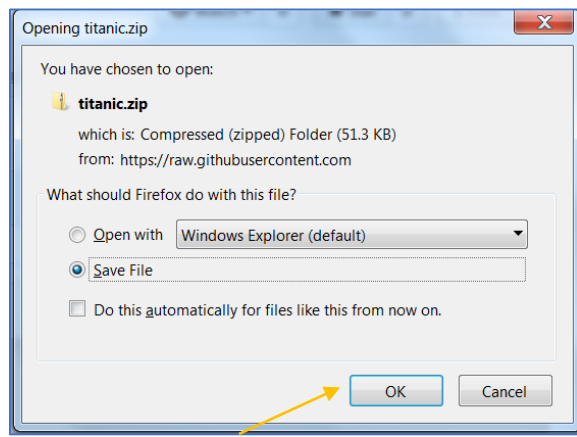 Opening titanic.zip
You have chosen to open:
titanic.zip
which is: Compressed (zipped) Folder (51.3 KB)
from: https://raw.githubusercontent.com
What should Firefox do with this file?
Open with Windows Explorer (default)
Save File
Do this automatically for files like this from now on.
OK Cancel